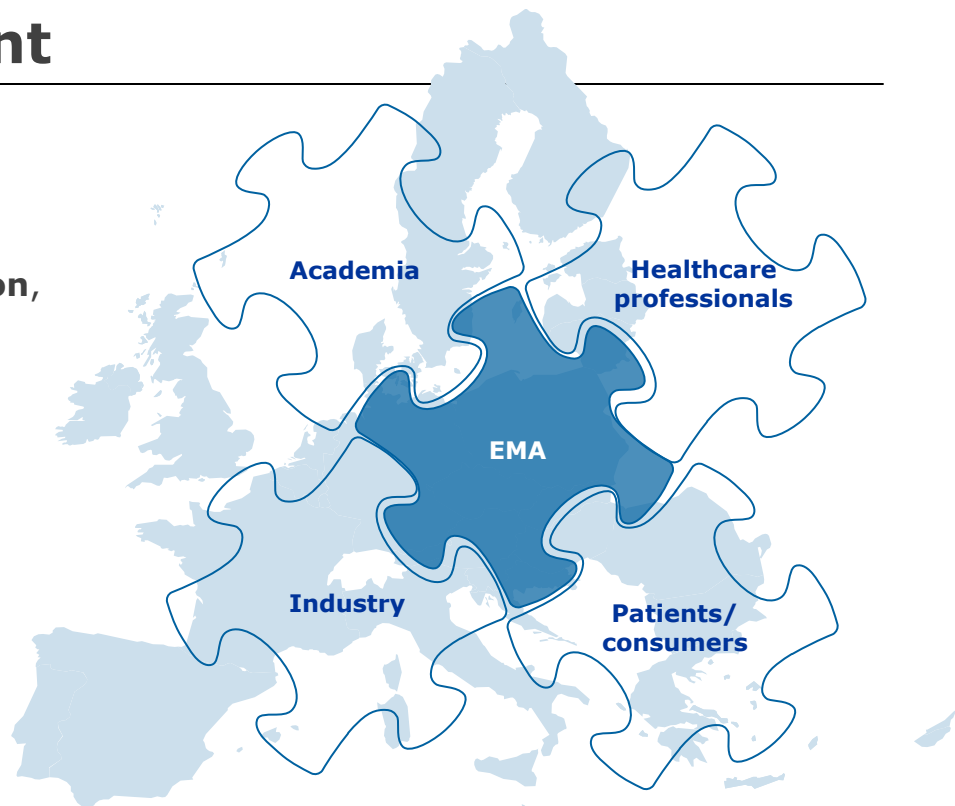 nt
on,
Academia
Healthcare
professionals
EMA
Industry
Patients/
consumers